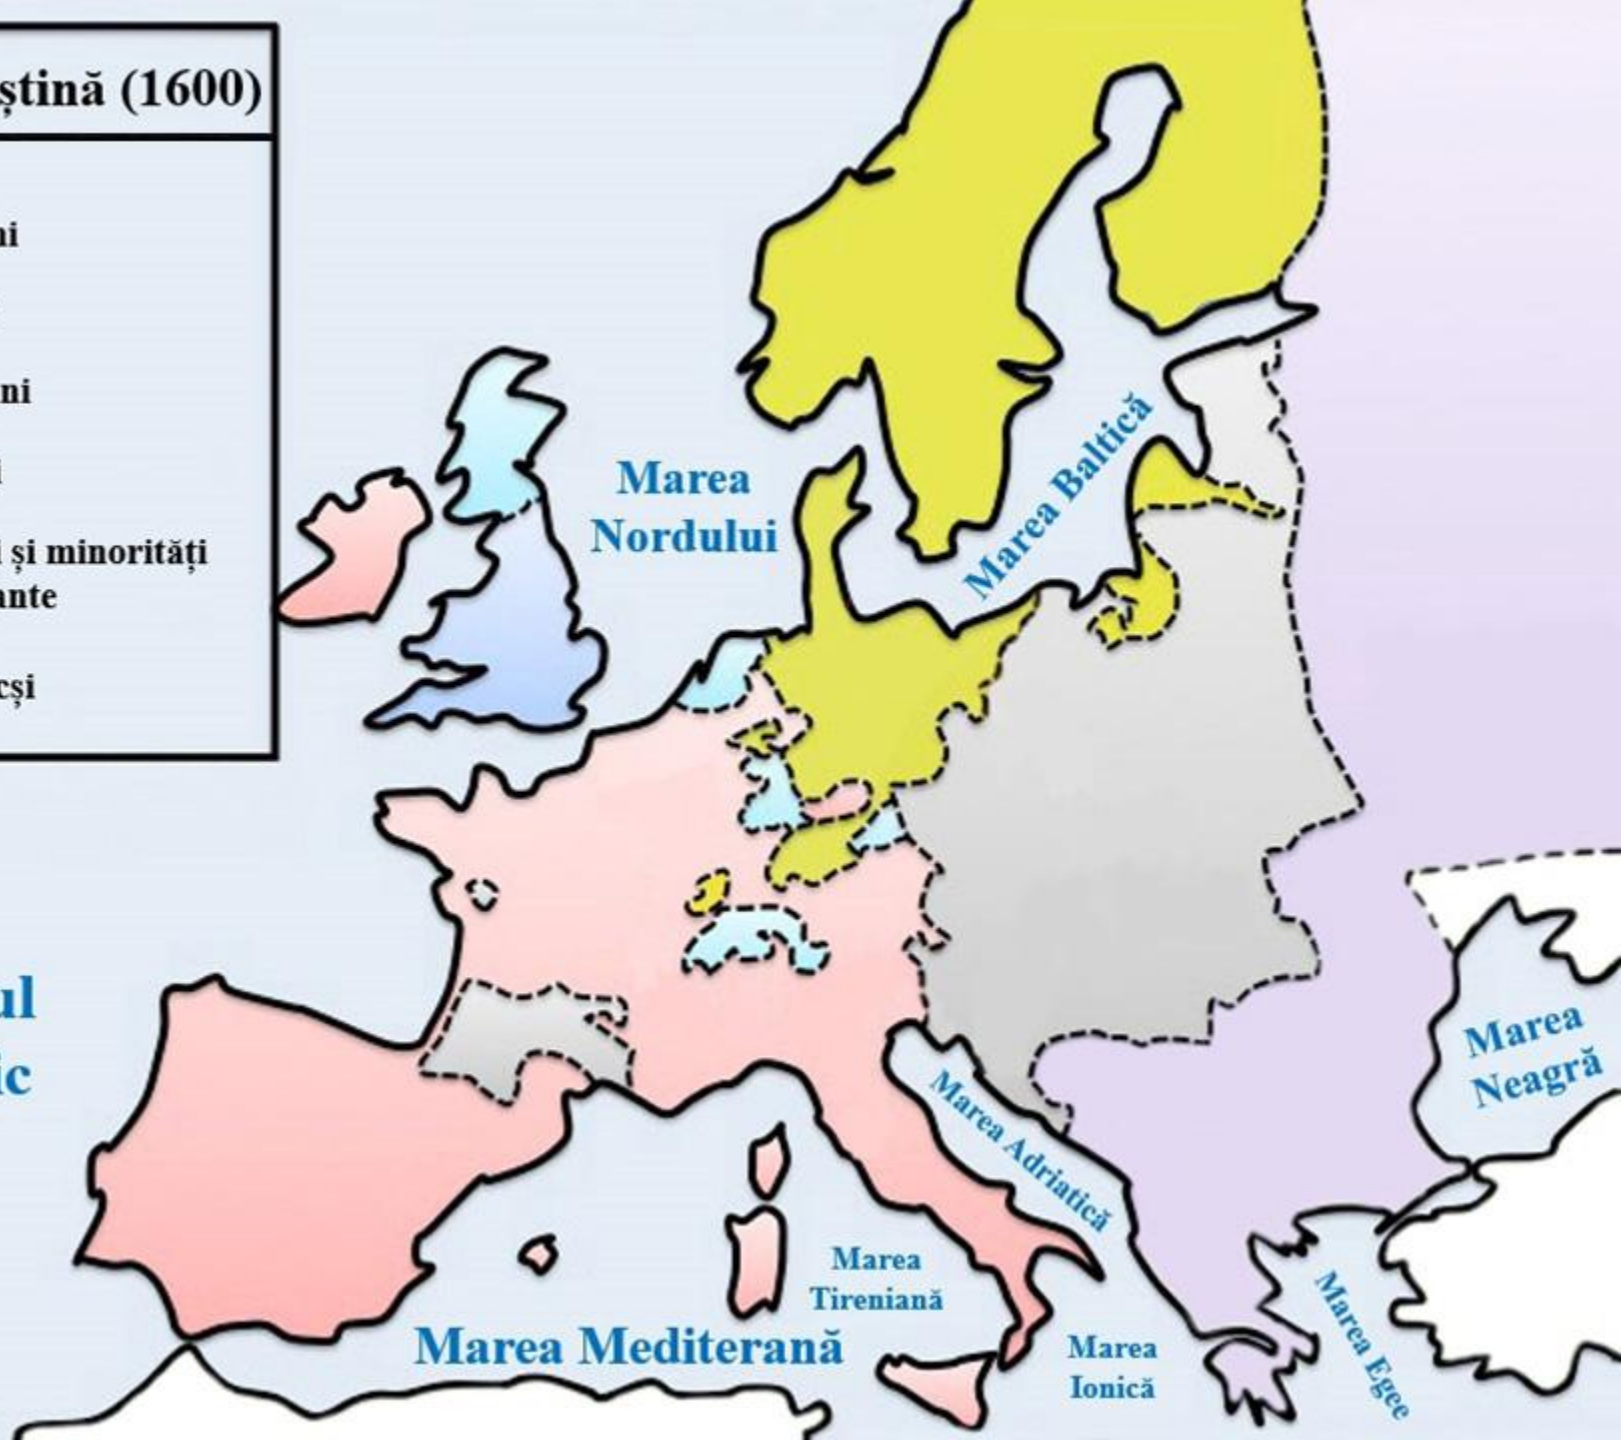 ștină (1600)
ni
ni
i
i și minorități
ante
cși
Marea
Nordului
Marea Baltică
ul
ic
Marea
Neagră
Marea Adriatică
Marea
Tireniană
Marea Mediterană
Marea
Ionică
Marea Egee